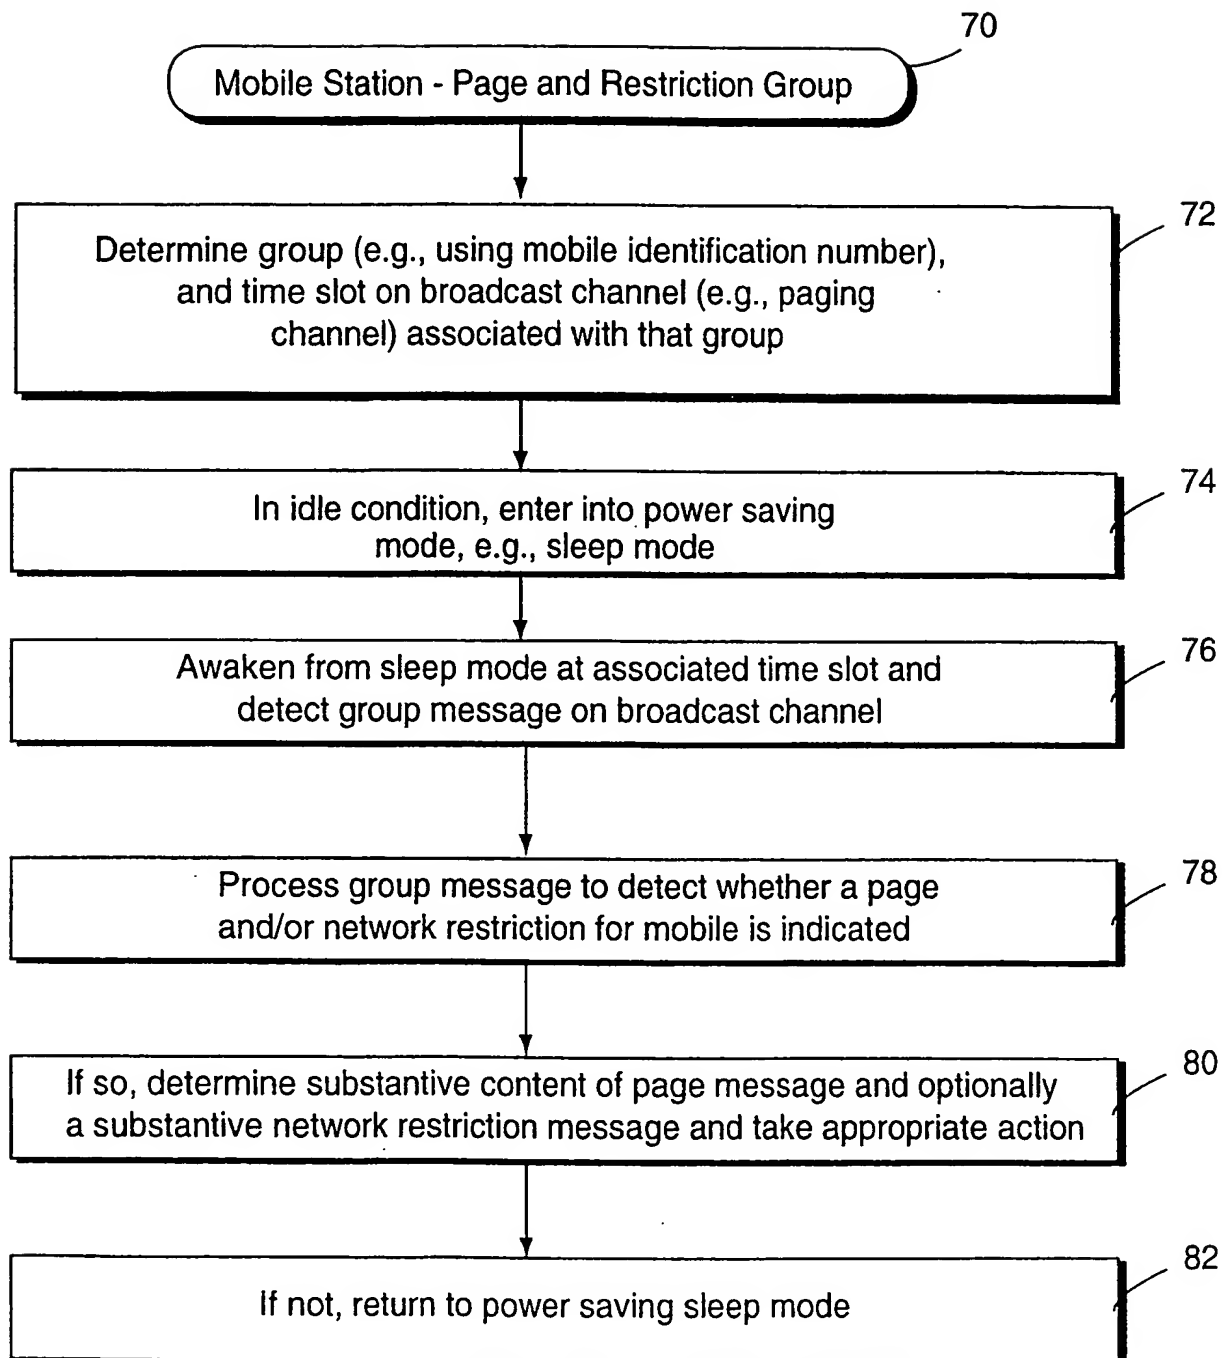 70
Mobile Station - Page and Restriction Group
72
Determine group (e.g., using mobile identification number),
and time slot on broadcast channel (e.g., paging
channel) associated with that group
74
In idle condition, enter into power saving
mode, e.g., sleep mode
76
Awaken from sleep mode at associated time slot and
detect group message on broadcast channel
78
Process group message to detect whether a page
and/or network restriction for mobile is indicated
80
If so, determine substantive content of page message and optionally
a substantive network restriction message and take appropriate action
82
If not, return to power saving sleep mode